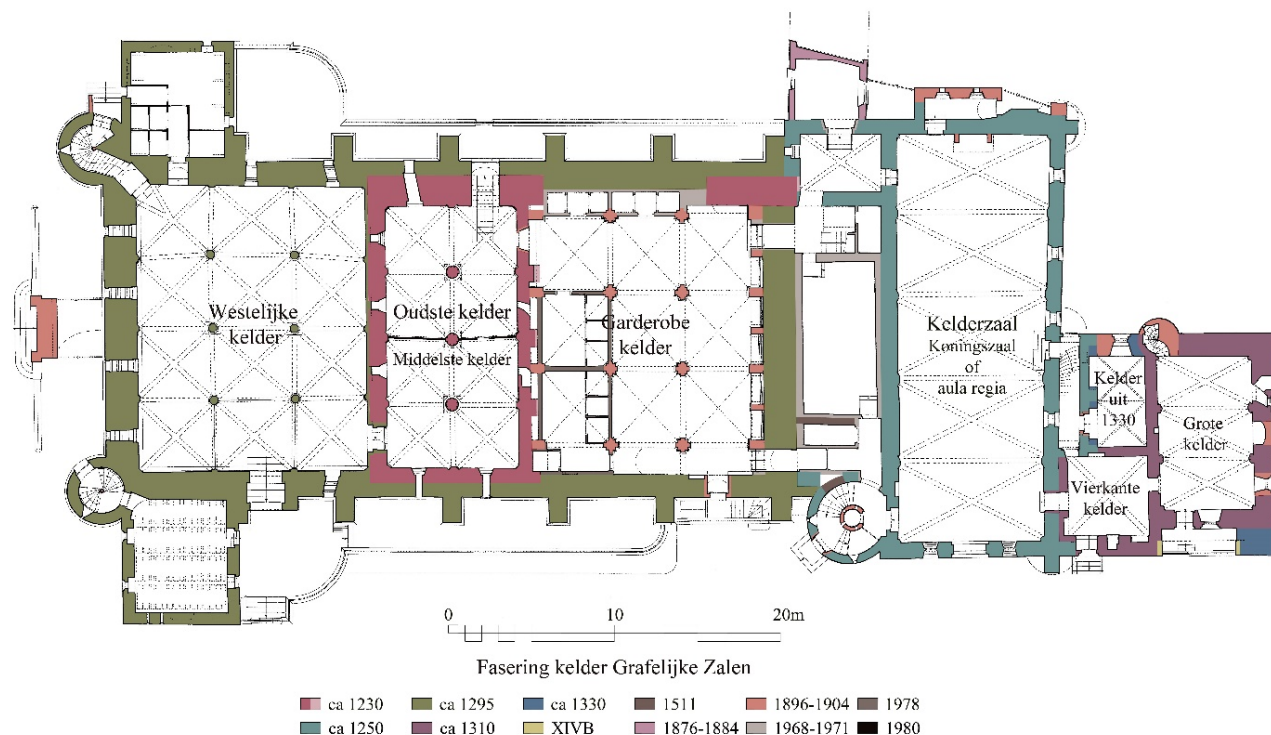 Westelijke
kelder
Oudste kelder
Middelste kelder
Garderobe
kelder
Kelderzaal
Koningszaal
of
aula regia
Kelder
uit
1330
Grote
kelder
Vierkante
kelder
0 10 20m
Fasering kelder Grafelijke Zalen
ca 1230 ca 1295 ca 1330 1511 1896-1904 1978
ca 1250 ca 1310 XIVB 1876-1884 1968-1971 1980